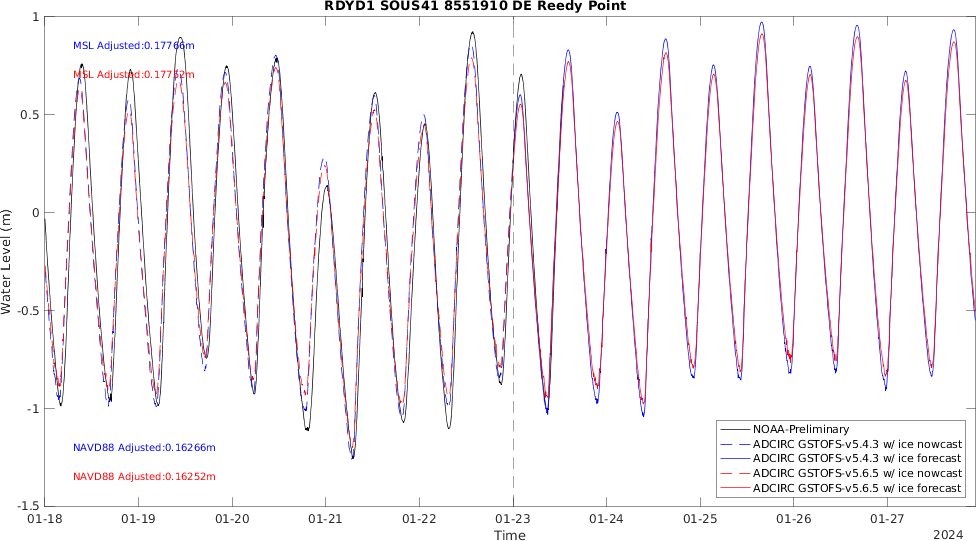 RDYD1 SOUS41 8551910 DE Reedy Point
1
0.5
0
-0.5
-1
-1.5
Water Level (m)
MSL Adjusted:0.17766m
MSL Adjusted:0.17752m
NAVD88 Adjusted:0.16266m
NAVD88 Adjusted:0.16252m
NOAA-Preliminary
ADCIRC GSTOFS-v5.4.3 w/ ice nowcast
ADCIRC GSTOFS-v5.4.3 w/ ice forecast
ADCIRC GSTOFS-v5.6.5 w/ ice nowcast
ADCIRC GSTOFS-v5.6.5 w/ ice forecast
01-18 01-19 01-20 01-21 01-22 01-23 01-24 01-25 01-26 01-27
Time
2024